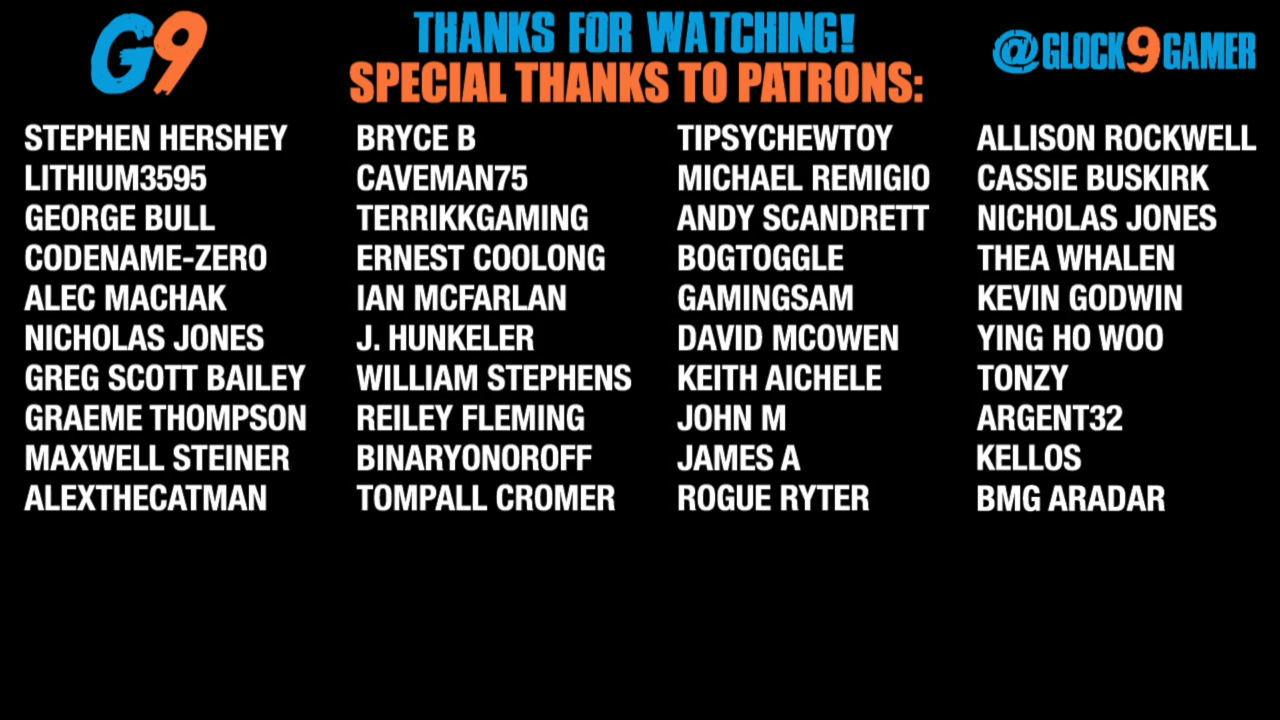 G9
THANKS FOR WATCHING!
SPECIAL THANKS TO PATRONS:
@GLOCK9GAMER
STEPHEN HERSHEY
LITHIUM3595
GEORGE BULL
CODENAME-ZERO
ALEC MACHAK
NICHOLAS JONES
GREG SCOTT BAILEY
GRAEME THOMPSON
MAXWELL STEINER
ALEXTHECATMAN
BRYCE B
CAVEMAN75
TERRIKKGAMING
ERNEST COOLONG
IAN MCFARLAN
J. HUNKELER
WILLIAM STEPHENS
REILEY FLEMING
BINARYONOROFF
TOMPALL CROMER
TIPSYCHEWTOY
MICHAEL REMIGIO
ANDY SCANDRETT
BOGTOGGLE
GAMINGSAM
DAVID MCOWEN
KEITH AICHELE
JOHN M
JAMES A
ROGUE RYTER
ALLISON ROCKWELL
CASSIE BUSKIRK
NICHOLAS JONES
THEA WHALEN
KEVIN GODWIN
YING HO WOO
TONZY
ARGENT32
KELLOS
BMG ARADAR